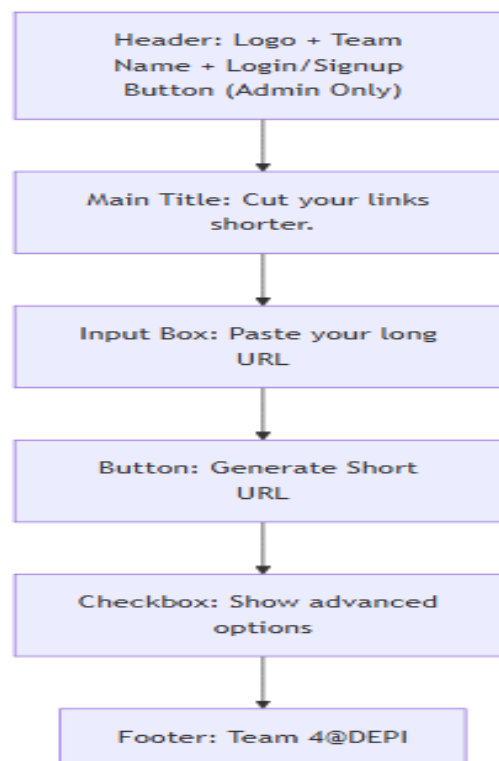 Header: Logo + Team
Name + Login/Signup
Button (Admin Only)
Main Title: Cut your links
shorter.
Input Box: Paste your long
URL
Button: Generate Short
URL
Checkbox: Show advanced
options
Footer: Team 4@DEPI